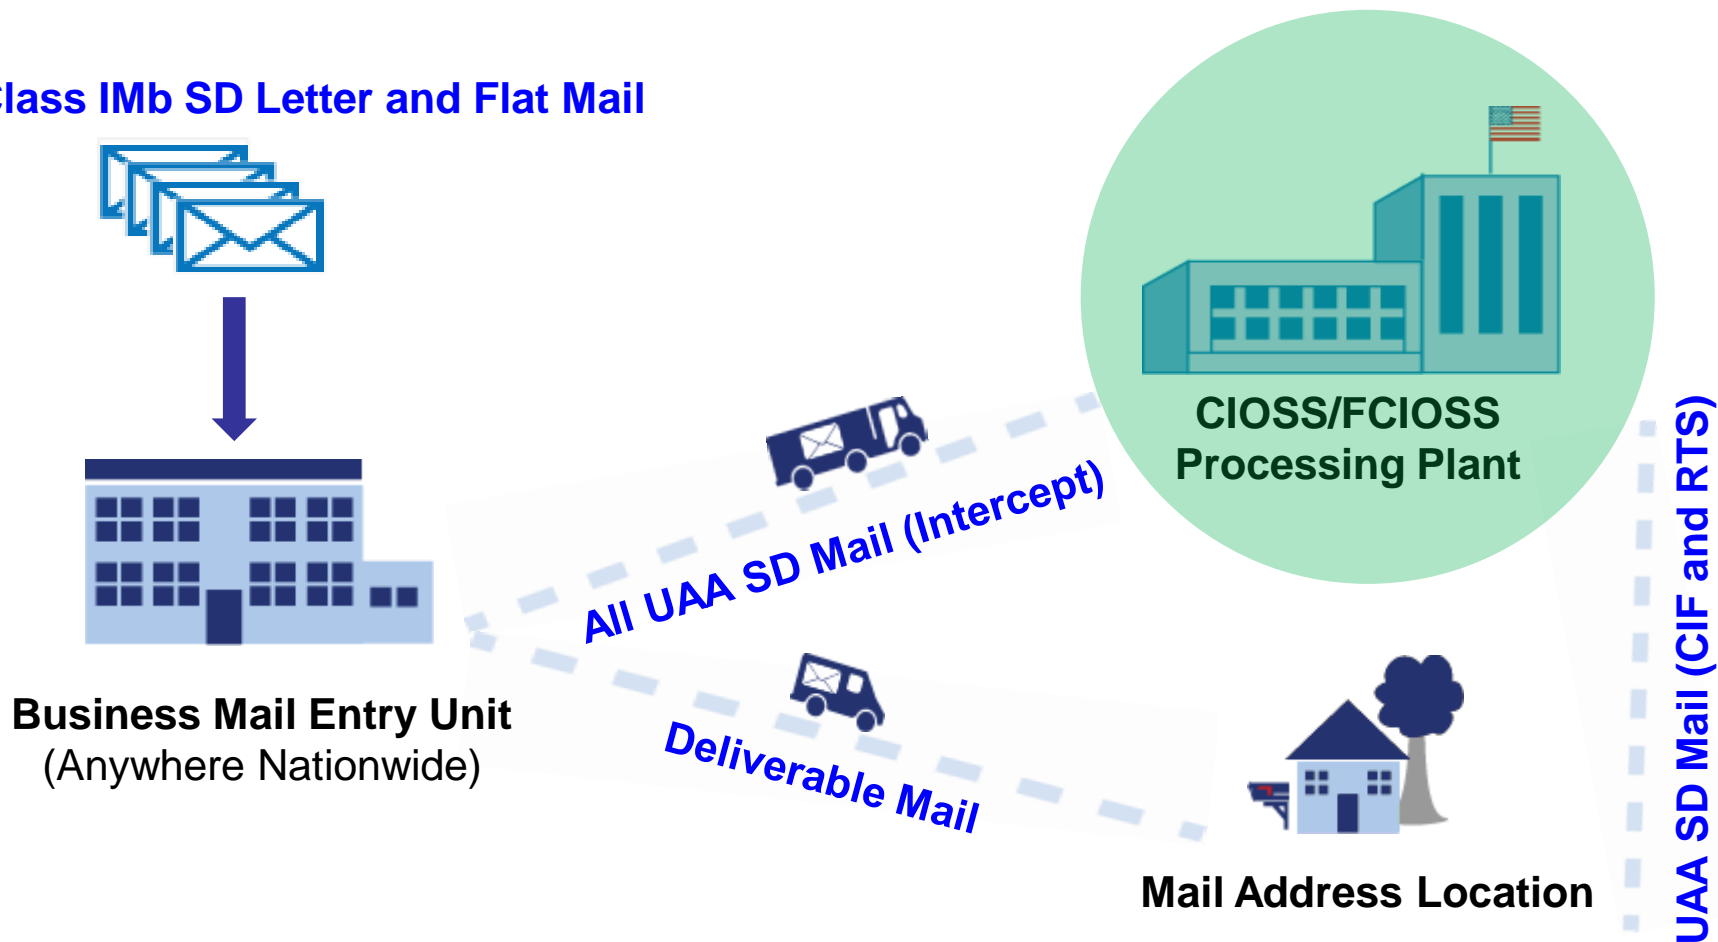 Class IMb SD Letter and Flat Mail
CIOSS/FCIOSS
Processing Plant
All UAA SD Mail (Intercept)
UAA SD Mail (CIF and RTS)
Business Mail Entry Unit
(Anywhere Nationwide)
Deliverable Mail
Mail Address Location